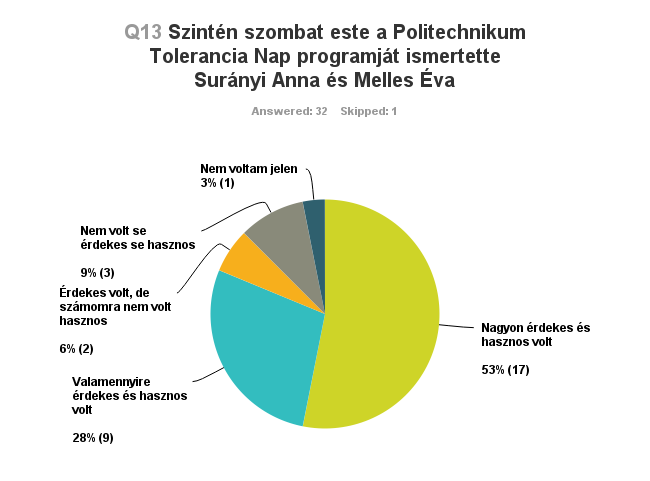 Q13 Szintén szombat este a Politechnikum
Tolerancia Nap programját ismertette
Surányi Anna és Melles Éva
Answered: 32 Skipped: 1
Nem voltam jelen
3% (1)
Nem volt se
érdekes se hasznos
9% (3)
Érdekes volt, de
számomra nem volt
hasznos
6% (2)
Valamennyire
érdekes és hasznos
volt
28% (9)
Nagyon érdekes és
hasznos volt
53% (17)